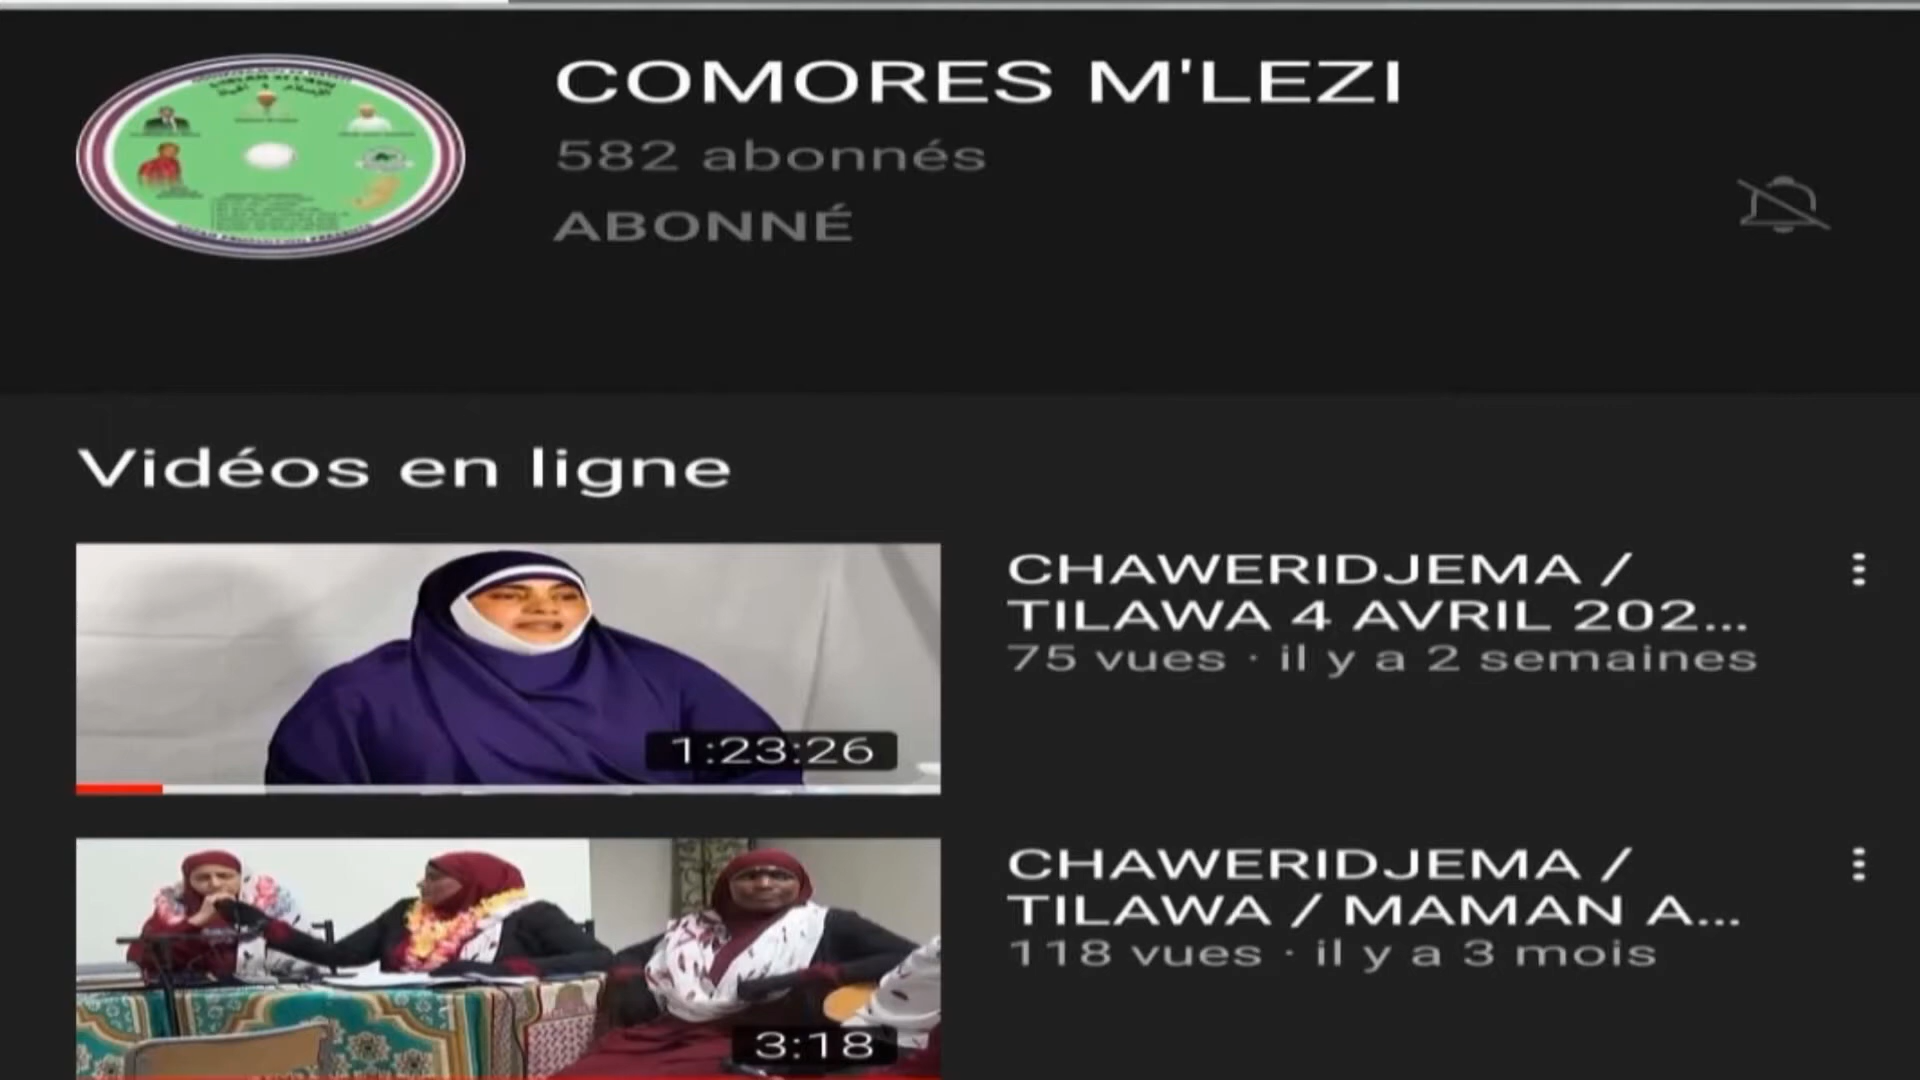 COMORES M'LEZI
582 abonnés
ABONNÉ
Vidéos en ligne
1:23:26
CHAWERIDJEMA /
TILAWA 4 AVRIL 202...
75 vues · il y a 2 semaines
3:18
CHAWERIDJEMA /
TILAWA / MAMAN A...
118 vues · il y a 3 mois